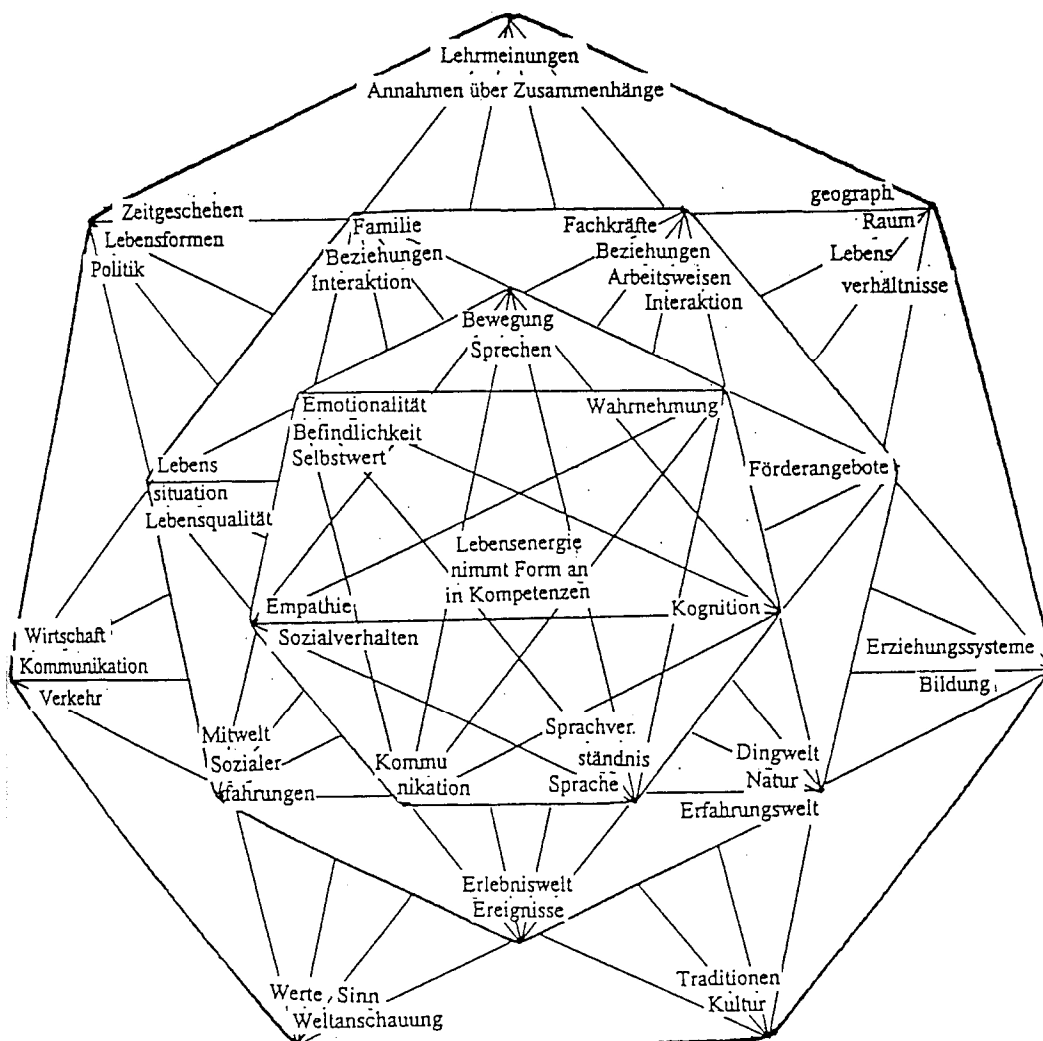 Lehrmeinungen
Annahmen über Zusammenhänge
Zeitgeschehen
Lebensformen
Politik
Familie
Beziehungen
Interaktion
Fachkräfte
Beziehungen
Arbeitsweisen
Interaktion
geograph.
Raum
Lebens
verhältnisse
Bewegung
Sprechen
Emotionalität
Befindlichkeit
Selbstwert
Wahrnehmung
Lebens
situation
Lebensqualität
Förderangebote
Lebensenergie
nimmt Form an
in Kompetenzen
Empathie
Sozialverhalten
Kognition
Wirtschaft
Kommunikation
Verkehr
Erziehungssysteme
Bildung
Mitwelt
Sozialer
fahrungen
Kommu
nikation
Sprachver.
ständnis
Sprache
Dingwelt
Natur
Erfahrungswelt
Erlebniswelt
Ereignisse
Werte Sinn
Weltanschauung
Traditionen
Kultur